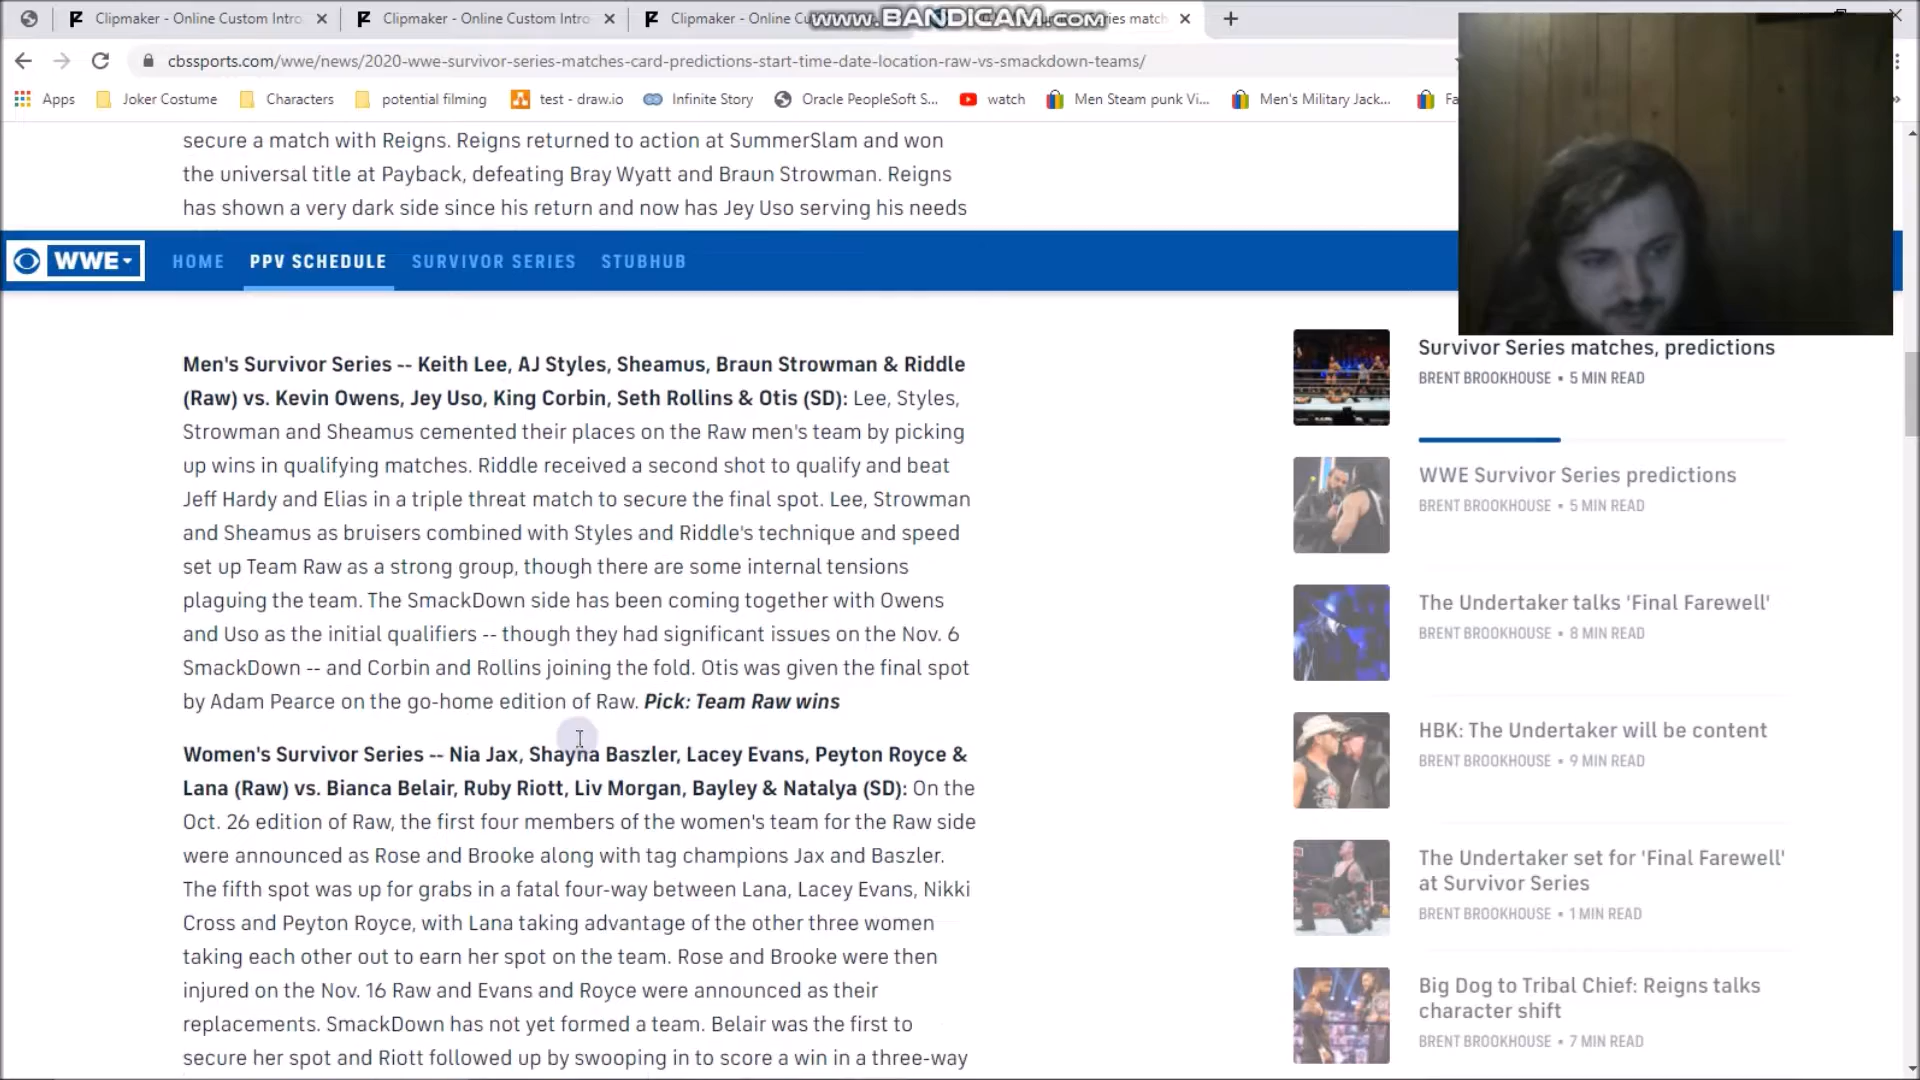 Clipmaker - Online Custom Intro
Clipmaker - Online Custom Intro
Clipmaker - Online Cu
www.BANDICAM.com
ries match
cbssports.com/wwe/news/2020-wwe-survivor-series-matches-card-predictions-start-time-date-location-raw-vs-smackdown-teams/
Apps
Joker Costume
Characters
potential filming
test - draw.io
Infinite Story
Oracle PeopleSoft S...
watch
Men Steam punk Vi...
Men's Military Jack...
Fa
secure a match with Reigns. Reigns returned to action at SummerSlam and won
the universal title at Payback, defeating Bray Wyatt and Braun Strowman. Reigns
has shown a very dark side since his return and now has Jey Uso serving his needs
WWE
HOME
PPV SCHEDULE
SURVIVOR SERIES
STUBHUB
Men's Survivor Series -- Keith Lee, AJ Styles, Sheamus, Braun Strowman & Riddle
(Raw) vs. Kevin Owens, Jey Uso, King Corbin, Seth Rollins & Otis (SD): Lee, Styles,
Strowman and Sheamus cemented their places on the Raw men's team by picking
up wins in qualifying matches. Riddle received a second shot to qualify and beat
Jeff Hardy and Elias in a triple threat match to secure the final spot. Lee, Strowman
and Sheamus as bruisers combined with Styles and Riddle's technique and speed
set up Team Raw as a strong group, though there are some internal tensions
plaguing the team. The SmackDown side has been coming together with Owens
and Uso as the initial qualifiers -- though they had significant issues on the Nov. 6
SmackDown -- and Corbin and Rollins joining the fold. Otis was given the final spot
by Adam Pearce on the go-home edition of Raw. Pick: Team Raw wins
Women's Survivor Series -- Nia Jax, Shayna Baszler, Lacey Evans, Peyton Royce &
Lana (Raw) vs. Bianca Belair, Ruby Riott, Liv Morgan, Bayley & Natalya (SD): On the
Oct. 26 edition of Raw, the first four members of the women's team for the Raw side
were announced as Rose and Brooke along with tag champions Jax and Baszler.
The fifth spot was up for grabs in a fatal four-way between Lana, Lacey Evans, Nikki
Cross and Peyton Royce, with Lana taking advantage of the other three women
taking each other out to earn her spot on the team. Rose and Brooke were then
injured on the Nov. 16 Raw and Evans and Royce were announced as their
replacements. SmackDown has not yet formed a team. Belair was the first to
secure her spot and Riott followed up by swooping in to score a win in a three-way
Survivor Series matches, predictions
BRENT BROOKHOUSE • 5 MIN READ
WWE Survivor Series predictions
BRENT BROOKHOUSE • 5 MIN READ
The Undertaker talks 'Final Farewell'
BRENT BROOKHOUSE • 8 MIN READ
HBK: The Undertaker will be content
BRENT BROOKHOUSE • 9 MIN READ
The Undertaker set for 'Final Farewell'
at Survivor Series
BRENT BROOKHOUSE • 1 MIN READ
Big Dog to Tribal Chief: Reigns talks
character shift
BRENT BROOKHOUSE • 7 MIN READ